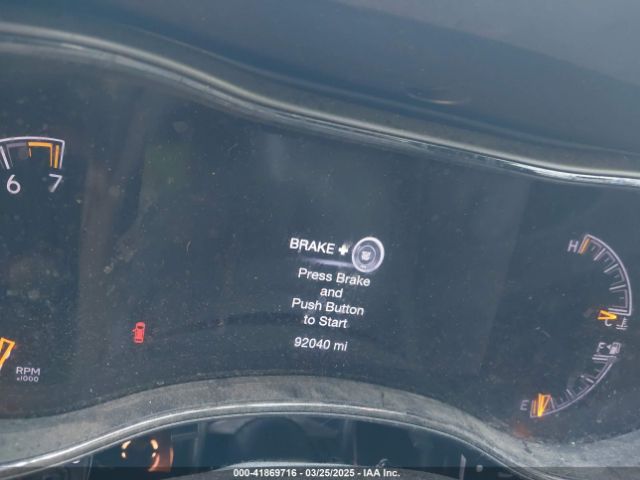 6 7
RPM
x1000
BRAKE +
Press Brake
and
Push Button
to Start
92040 mi
H
C
F
E
000-41869716 - 03/25/2025 - IAA Inc.